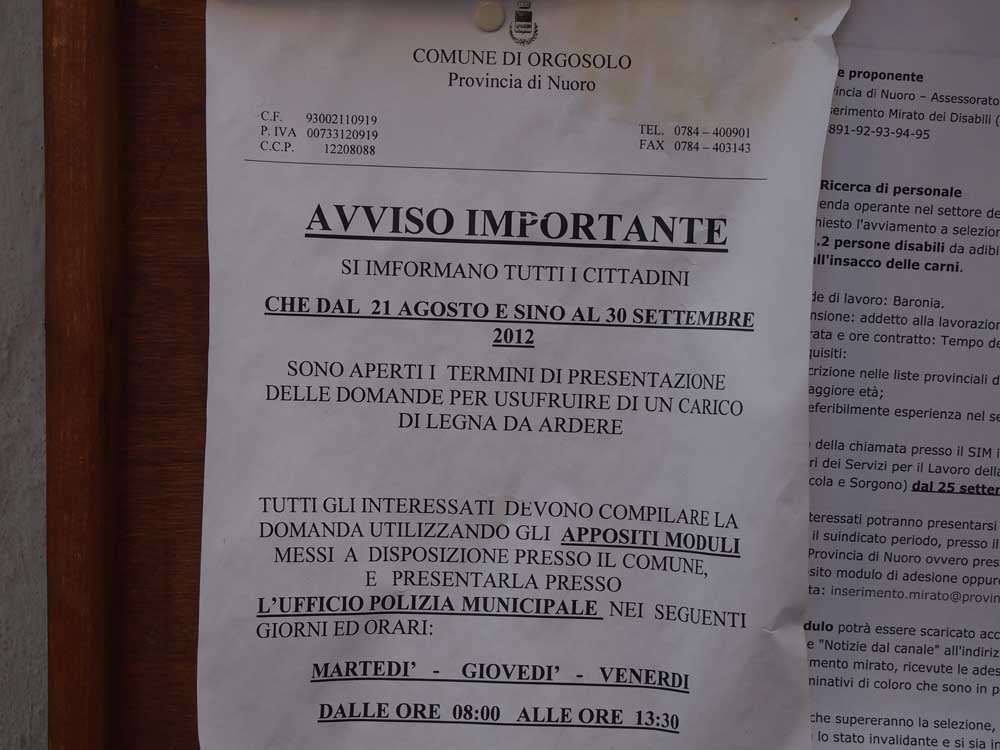 COMUNE DI ORGOSOLO
Provincia di Nuoro
C.F. 93002110919
P. IVA 00733120919
C.C.P. 12208088
TEL. 0784 – 400901
FAX 0784 – 403143
AVVISO IMPORTANTE
SI IMFORMANO TUTTI I CITTADINI
CHE DAL 21 AGOSTO E SINO AL 30 SETTEMBRE
2012
SONO APERTI I TERMINI DI PRESENTAZIONE
DELLE DOMANDE PER USUFRUIRE DI UN CARICO
DI LEGNA DA ARDERE
TUTTI GLI INTERESSATI DEVONO COMPILARE LA
DOMANDA UTILIZZANDO GLI APPOSITI MODULI
MESSI A DISPOSIZIONE PRESSO IL COMUNE,
E PRESENTARLA PRESSO
L'UFFICIO POLIZIA MUNICIPALE NEI SEGUENTI
GIORNI ED ORARI:
MARTEDI' - GIOVEDI' - VENERDI
DALLE ORE 08:00 ALLE ORE 13:30
e proponente
incia di Nuoro – Assessorato
serimento Mirato dei Disabili (
891-92-93-94-95
Ricerca di personale
enda operante nel settore de
hiesto l'avviamento a selezion
.2 persone disabili da adibi
all'insacco delle carni.
de di lavoro: Baronia.
nsione: addetto alla lavorazion
rata e ore contratto: Tempo de
quisiti:
crizione nelle liste provinciali d
aggiore età;
eferibilmente esperienza nel se
della chiamata presso il SIM i
ri dei Servizi per il Lavoro della
cola e Sorgono) dal 25 setter
teressati potranno presentarsi
il suindicato periodo, presso il
Provincia di Nuoro ovvero pres
sito modulo di adesione oppure
ta: inserimento.mirato@provin
dulo potrà essere scaricato acc
e "Notizie dal canale" all'indiriz
mento mirato, ricevute le ades
minativi di coloro che sono in p
che supereranno la selezione,
lo stato invalidante e si sia in